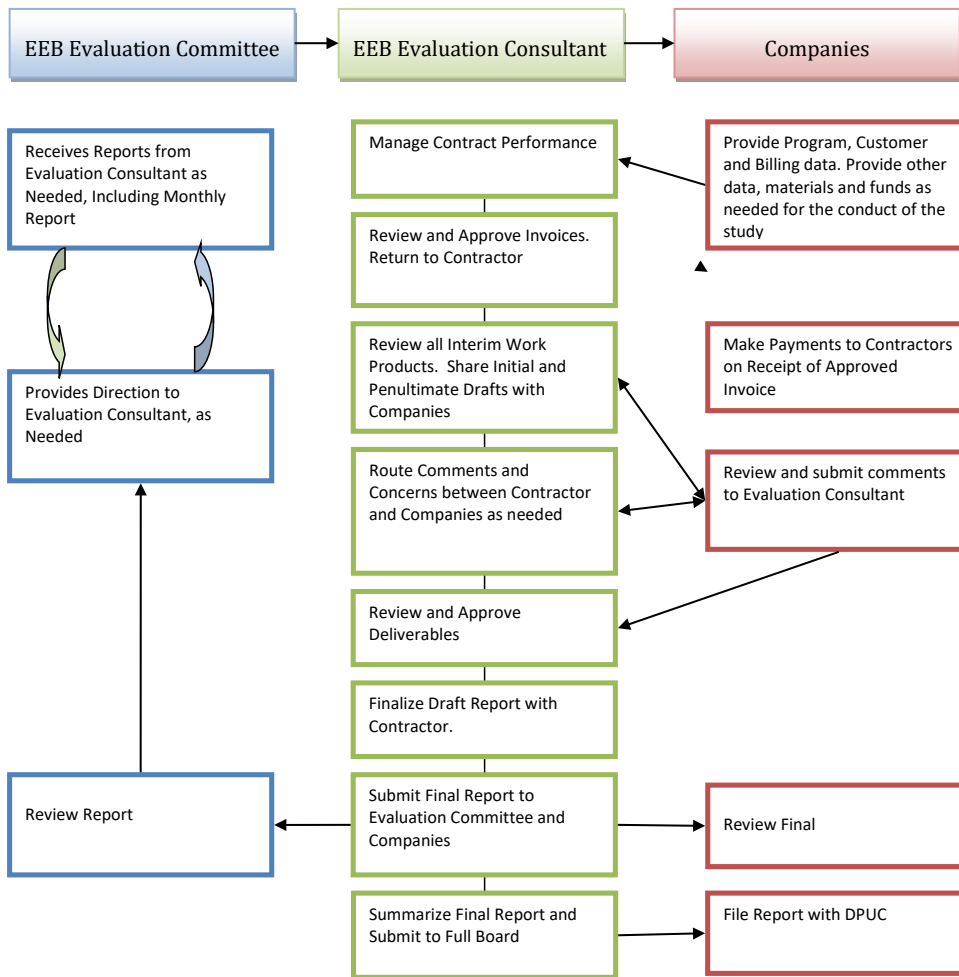 EEB Evaluation Committee
EEB Evaluation Consultant
Companies
Receives Reports from
Evaluation Consultant as
Needed, Including Monthly
Report
Provides Direction to
Evaluation Consultant, as
Needed
Review Report
Manage Contract Performance
Review and Approve Invoices.
Return to Contractor
Review all Interim Work
Products.  Share Initial and
Penultimate Drafts with
Companies
Route Comments and
Concerns between Contractor
and Companies as needed
Review and Approve
Deliverables
Finalize Draft Report with
Contractor.
Submit Final Report to
Evaluation Committee and
Companies
Summarize Final Report and
Submit to Full Board
Provide Program, Customer
and Billing data. Provide other
data, materials and funds as
needed for the conduct of the
study
Make Payments to Contractors
on Receipt of Approved
Invoice
Review and submit comments
to Evaluation Consultant
Review Final
File Report with DPUC